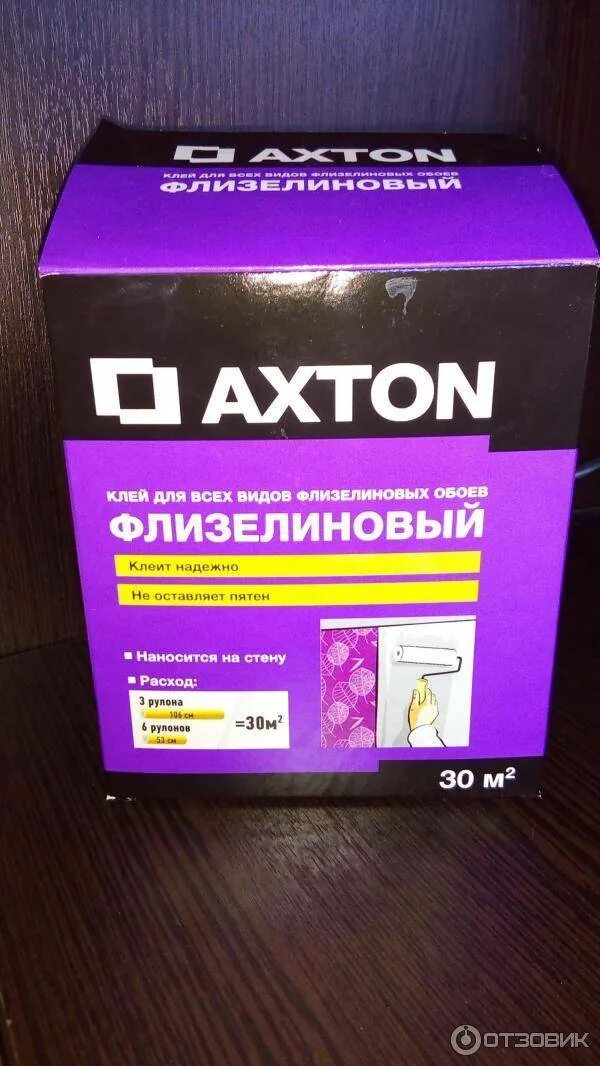 AXTON
КЛЕЙ ДЛЯ ВСЕХ ВИДОВ ФЛИЗЕЛИНОВЫХ ОБОЕВ
ФЛИЗЕЛИНОВЫЙ
AXTON
КЛЕЙ ДЛЯ ВСЕХ ВИДОВ ФЛИЗЕЛИНОВЫХ ОБОЕВ
ФЛИЗЕЛИНОВЫЙ
Клеит надежно
Не оставляет пятен
▪ Наносится на стену
▪ Расход:
3 рулона
106 см
6 рулонов
53 см
=30м²
30 м²
ОТЗОВИК